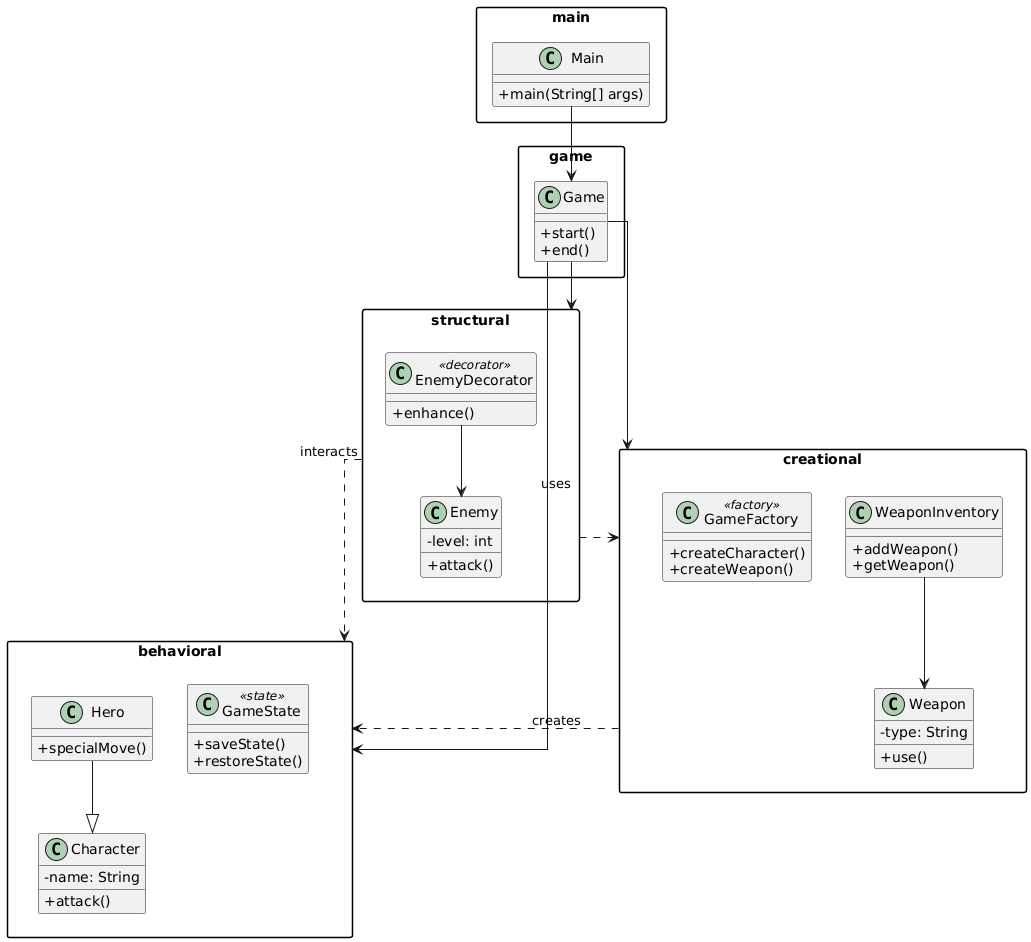 main
C Main
+main(String[] args)
game
C Game
+start()
+end()
structural
«decorator»
C EnemyDecorator
+enhance()
interacts
uses
C Enemy
-level: int
+attack()
creational
«factory»
C GameFactory
+createCharacter()
+createWeapon()
C WeaponInventory
+addWeapon()
+getWeapon()
C Weapon
-type: String
+use()
creates
behavioral
C Hero
+specialMove()
«state»
C GameState
+saveState()
+restoreState()
C Character
-name: String
+attack()